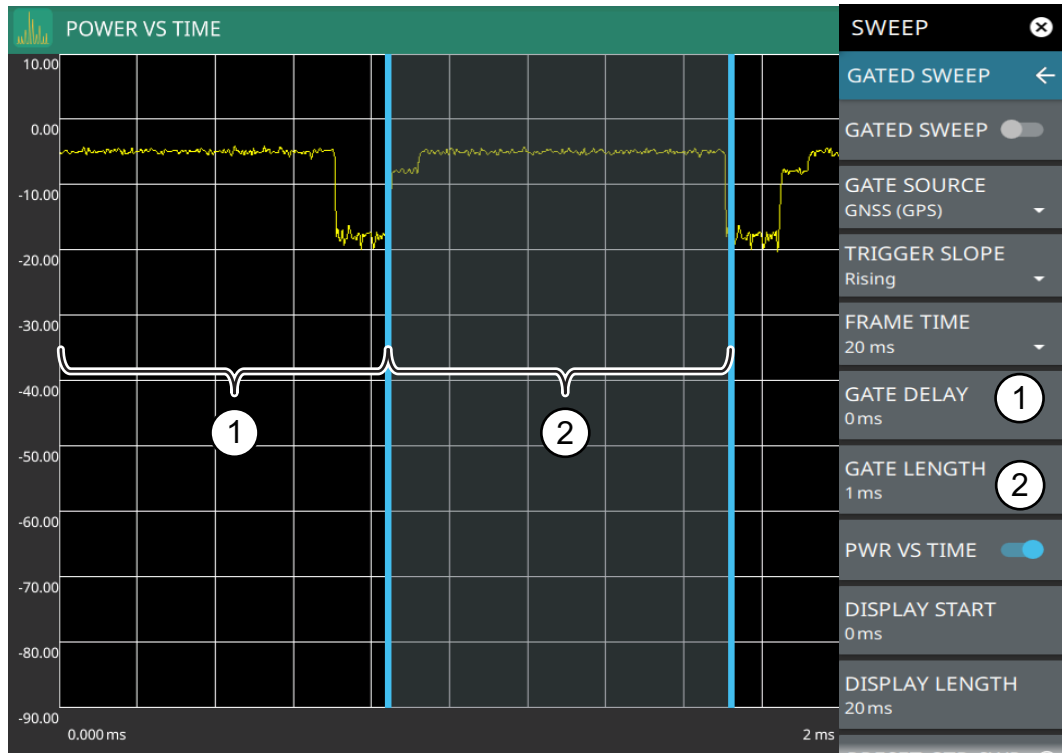 POWER VS TIME
10.00
0.00
-10.00
-20.00
-30.00
-40.00
-50.00
-60.00
-70.00
-80.00
-90.00
0.000 ms
2 ms
1
2
SWEEP
GATED SWEEP
GATED SWEEP
GATE SOURCE
GNSS (GPS)
TRIGGER SLOPE
Rising
FRAME TIME
20 ms
GATE DELAY
0 ms
1
GATE LENGTH
1 ms
2
PWR VS TIME
DISPLAY START
0 ms
DISPLAY LENGTH
20 ms